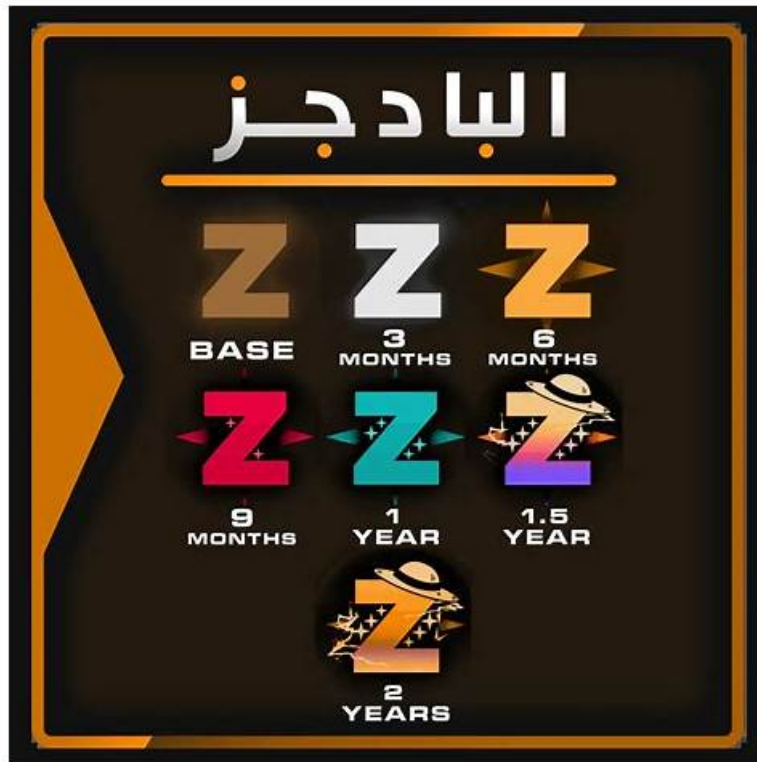 البادجز
Z Z Z
BASE
3
MONTHS
6
MONTHS
Z Z Z
9
MONTHS
1
YEAR
1.5
YEAR
Z
2
YEARS